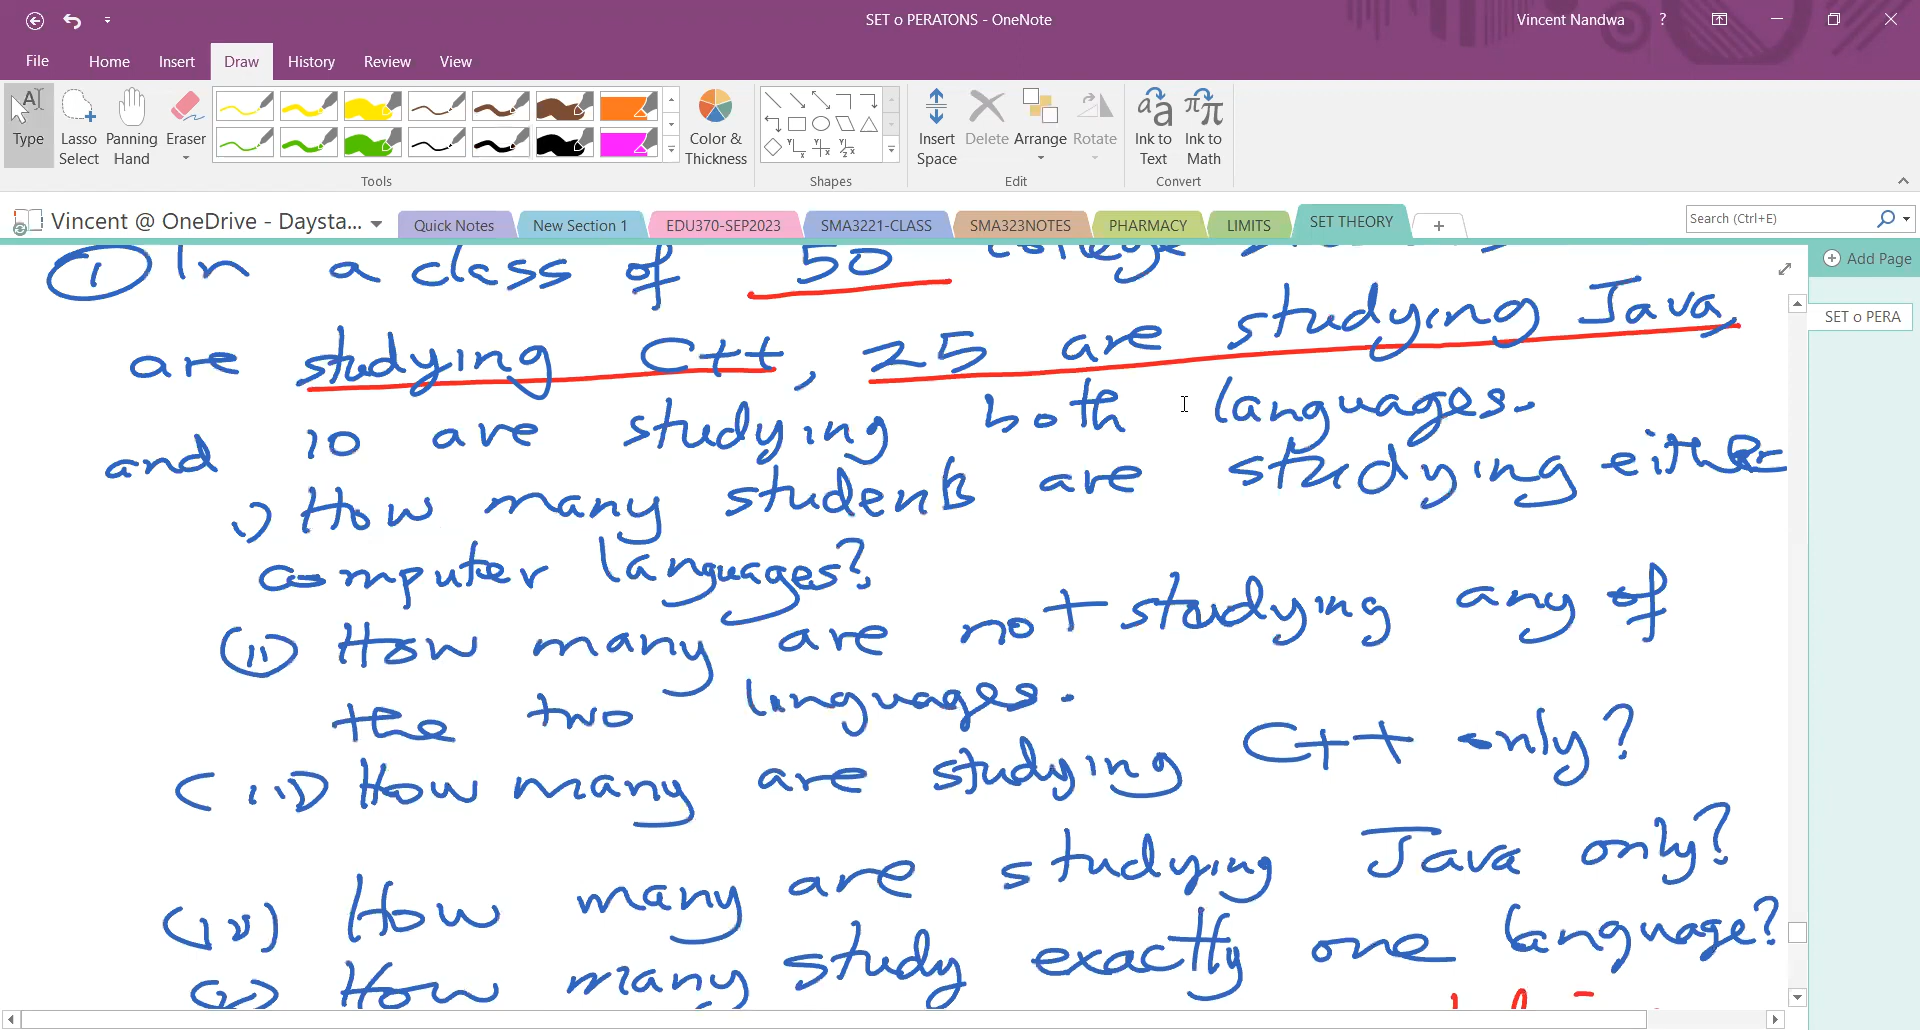 SET o PERATONS - OneNote
Vincent Nandwa
?
File Home Insert Draw History Review View
Type
Lasso Select
Panning Hand
Eraser
Color & Thickness
Insert Space
Delete
Arrange
Rotate
Ink to Text
Ink to Math
Tools
Shapes
Edit
Convert
Vincent @ OneDrive - Daysta...
Quick Notes
New Section 1
EDU370-SEP2023
SMA3221-CLASS
SMA323NOTES
PHARMACY
LIMITS
SET THEORY
+
Search (Ctrl+E)
Add Page
SET o PERA
① In a class of 50 college
are studying C++, 25 are studying Java,
and 10 are studying both languages.
i) How many students are studying either
computer languages?
(ii) How many are not studying any of
the two languages.
(iii) How many are studying C++ only?
(iv) How many are studying Java only?
(v) How many study exactly one language?